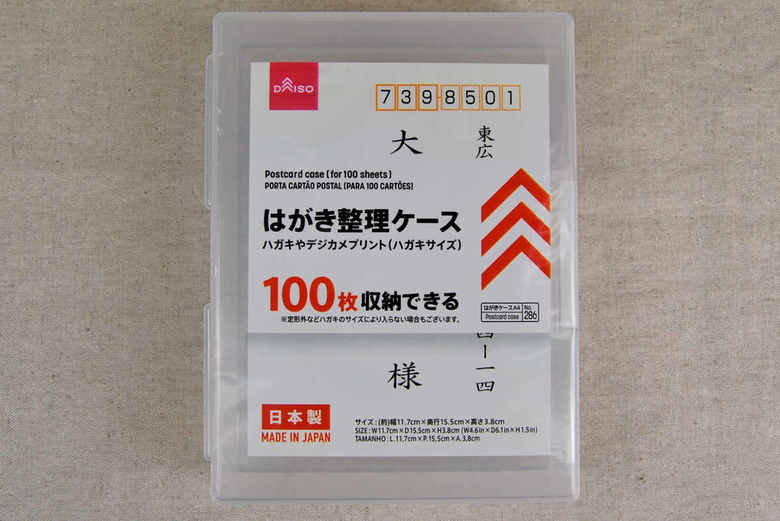 DAISO
7398501
東広
大
Postcard case (for 100 sheets)
PORTA CARTÃO POSTAL (PARA 100 CARTÕES)
はがき整理ケース
ハガキやデジカメプリント(ハガキサイズ)
100枚収納できる
※定形外などハガキのサイズにより入らない場合もございます。
はがきケースA4
Postcard case
No.
286
四ー一四
様
日本製
MADE IN JAPAN
サイズ:(約)幅11.7cm×奥行15.5cm×高さ3.8cm
SIZE:W11.7cm×D15.5cm×H3.8cm (W4.6in×D6.1in×H1.5in)
TAMANHO:L.11,7cm×P.15,5cm×A.3,8cm